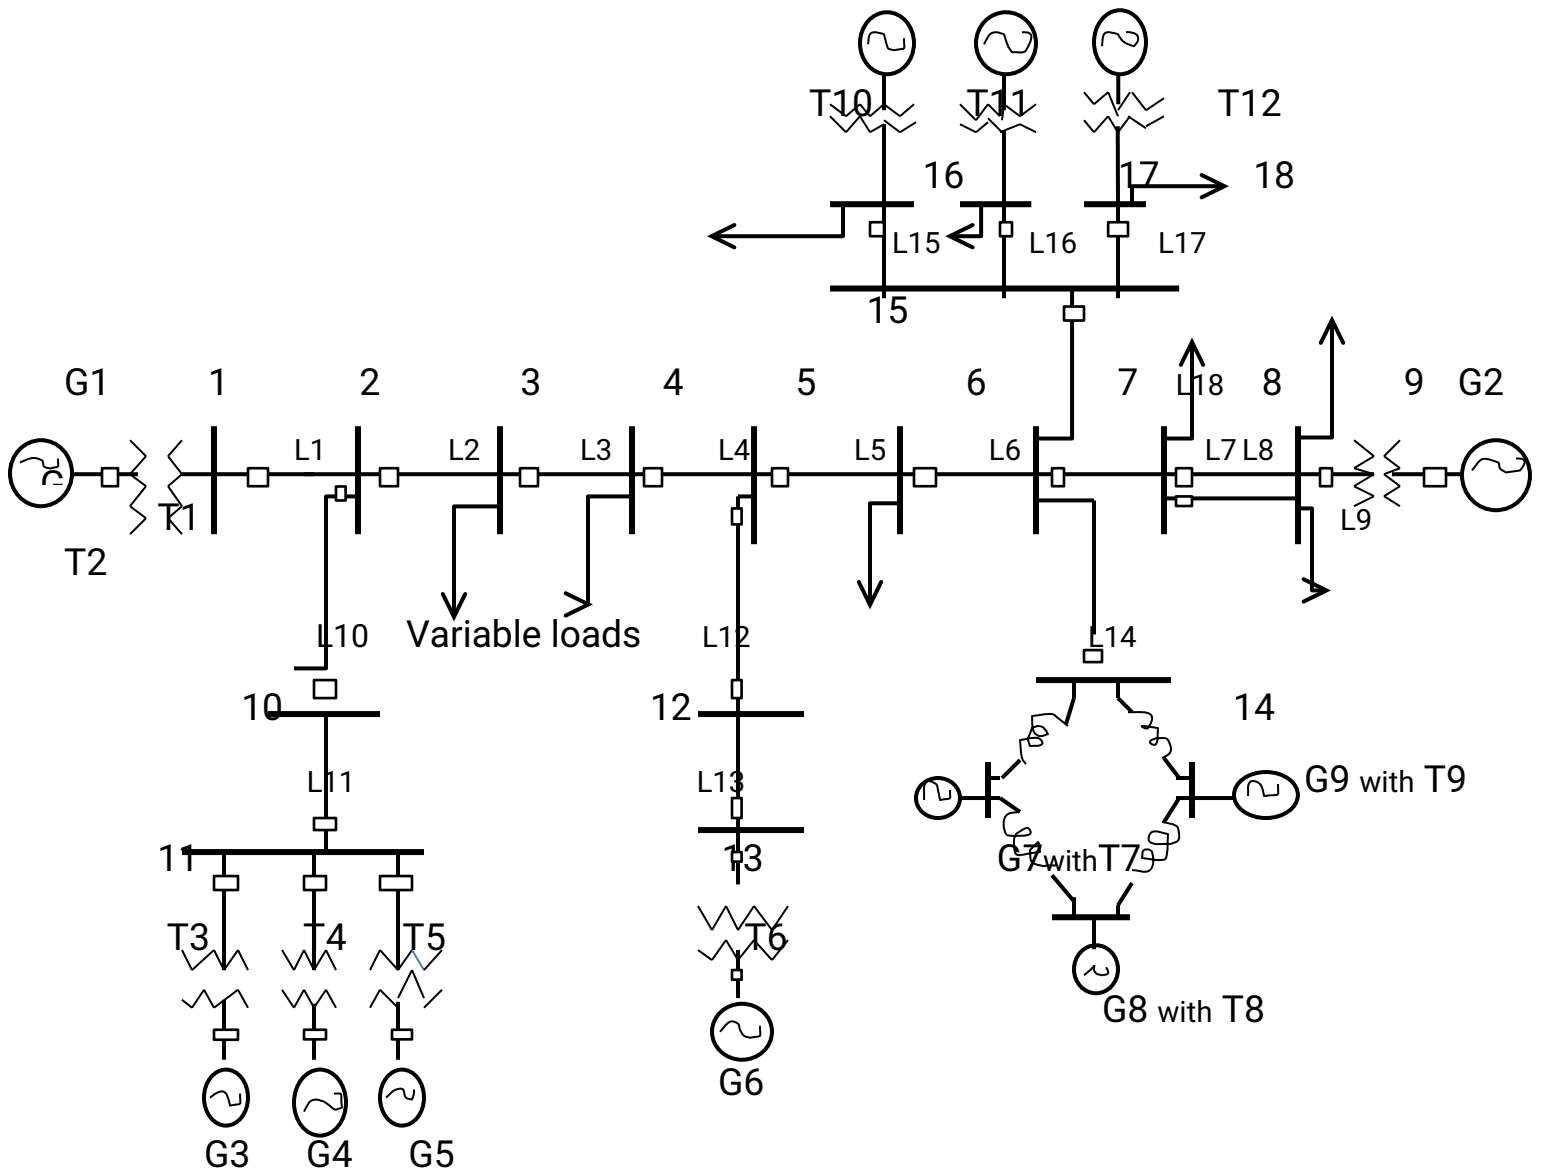 T10 T11 T12
16 17 18
L15 L16 L17
15
G1 1 2 3 4 5 6 7 L18 8 9 G2
L1 L2 L3 L4 L5 L6 L7 L8
T1 L9
T2
L10 Variable loads L12 L14
10 12 14
L11 L13 G9 with T9
11 13 G7 with T7
T3 T4 T5 T6
G8 with T8
G6
G3 G4 G5